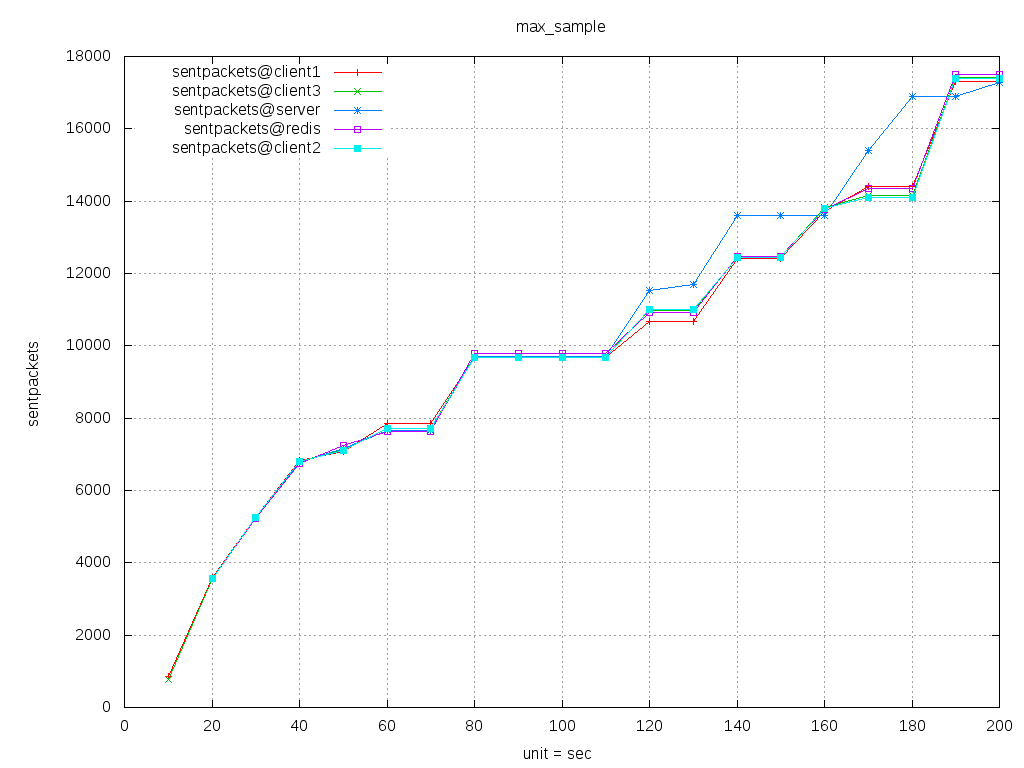 max_sample
18000
16000
14000
12000
10000
8000
6000
4000
2000
0
sentpackets
sentpackets@client1
sentpackets@client3
sentpackets@server
sentpackets@redis
sentpackets@client2
0 20 40 60 80 100 120 140 160 180 200
unit = sec